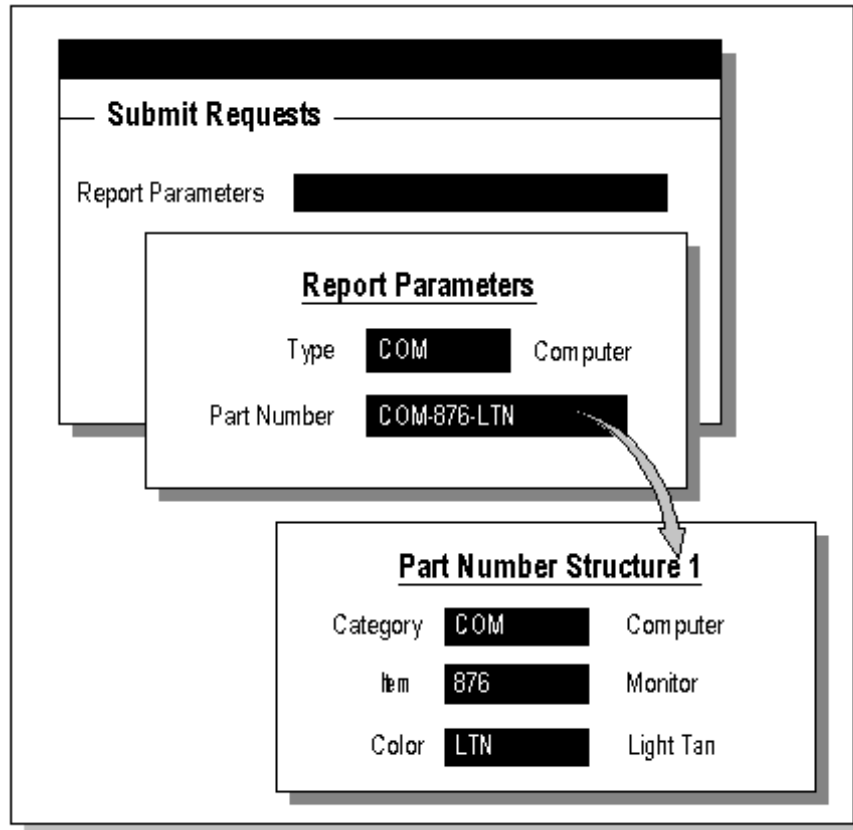 Submit Requests
Report Parameters
Report Parameters
Type COM Computer
Part Number COM-876-LTN
Part Number Structure 1
Category COM Computer
Item 876 Monitor
Color LTN Light Tan